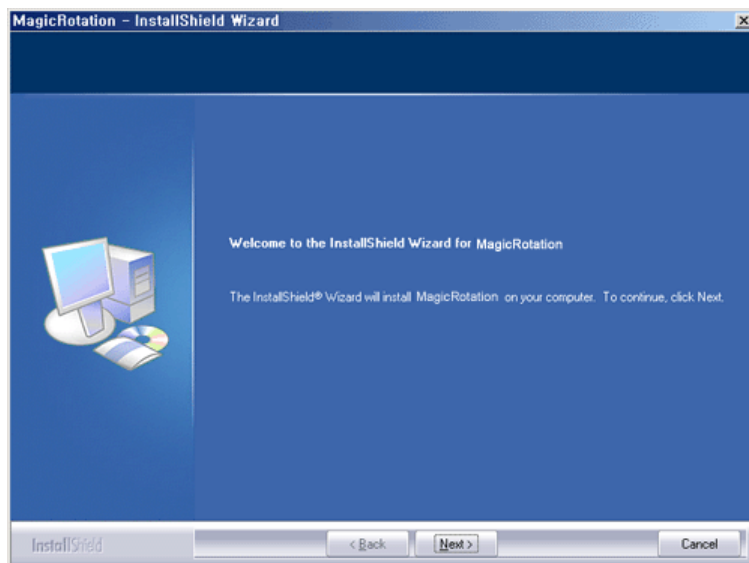 MagicRotation - InstallShield Wizard
Welcome to the InstallShield Wizard for MagicRotation
The InstallShield® Wizard will install MagicRotation on your computer. To continue, click Next.
InstallShield
< Back
Next >
Cancel